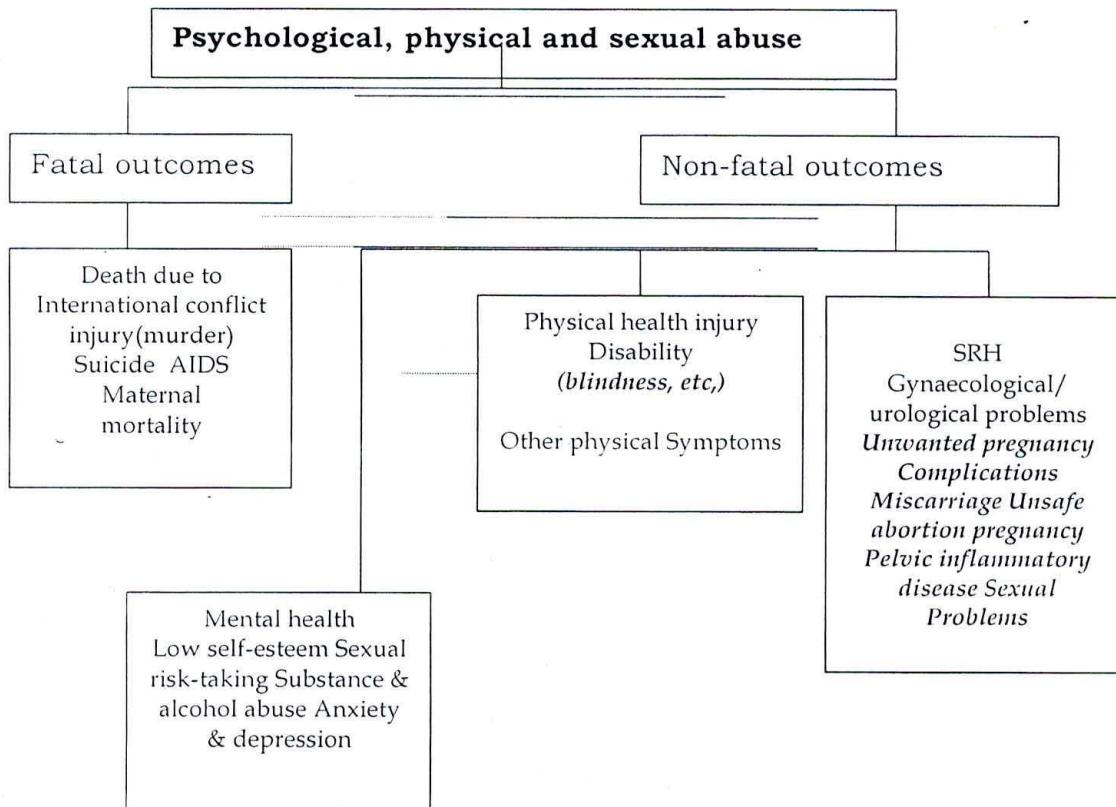 Psychological, physical and sexual abuse
Fatal outcomes
Non-fatal outcomes
Death due to
International conflict
injury(murder)
Suicide AIDS
Maternal
mortality
Physical health injury
Disability
(blindness, etc,)
Other physical Symptoms
SRH
Gynaecological/
urological problems
Unwanted pregnancy
Complications
Miscarriage Unsafe
abortion pregnancy
Pelvic inflammatory
disease Sexual
Problems
Mental health
Low self-esteem Sexual
risk-taking Substance &
alcohol abuse Anxiety
& depression